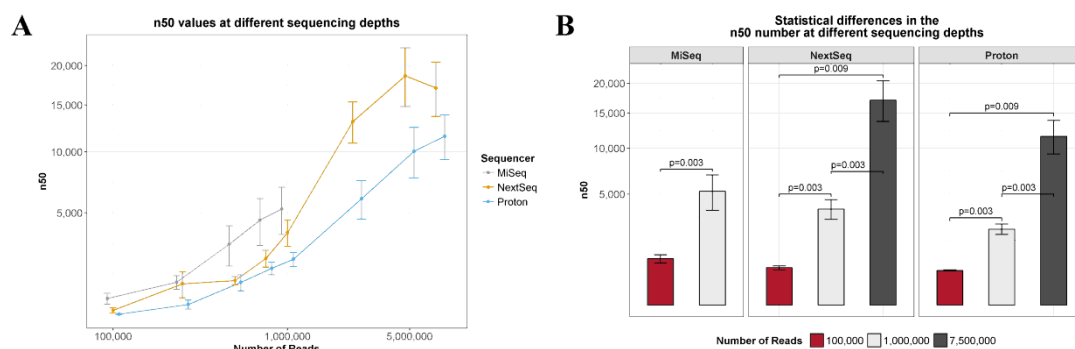 A
n50 values at different sequencing depths
20,000
15,000
10,000
5,000
n50
100,000 1,000,000 5,000,000
Number of Reads
Sequencer
MiSeq
NextSeq
Proton
B
Statistical differences in the
n50 number at different sequencing depths
MiSeq NextSeq Proton
20,000
15,000
10,000
5,000
n50
p=0.003
p=0.009
p=0.003
p=0.003
p=0.009
p=0.003
p=0.003
Number of Reads 100,000 1,000,000 7,500,000